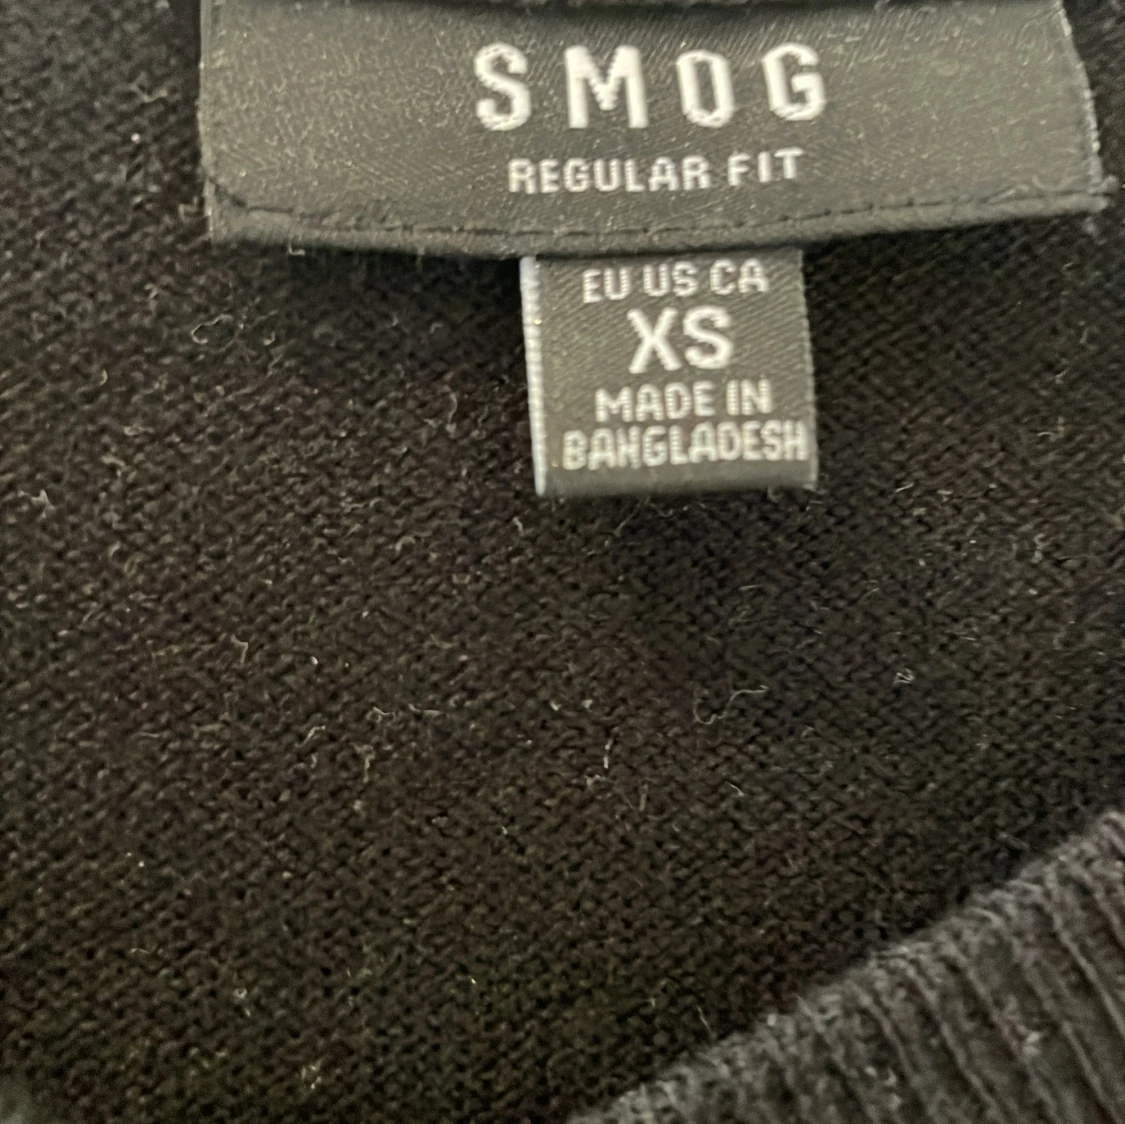 SMOG
REGULAR FIT
EU US CA
XS
MADE IN
BANGLADESH